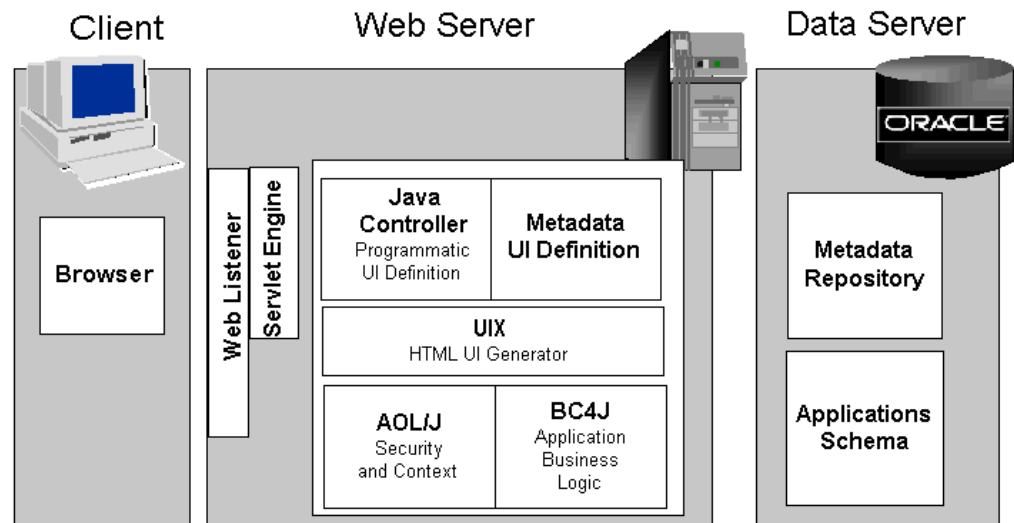 Client
Web Server
Data Server
ORACLE
Browser
Web Listener
Servlet Engine
Java
Controller
Programmatic
UI Definition
Metadata
UI Definition
UIX
HTML UI Generator
AOL/J
Security
and Context
BC4J
Application
Business
Logic
Metadata
Repository
Applications
Schema